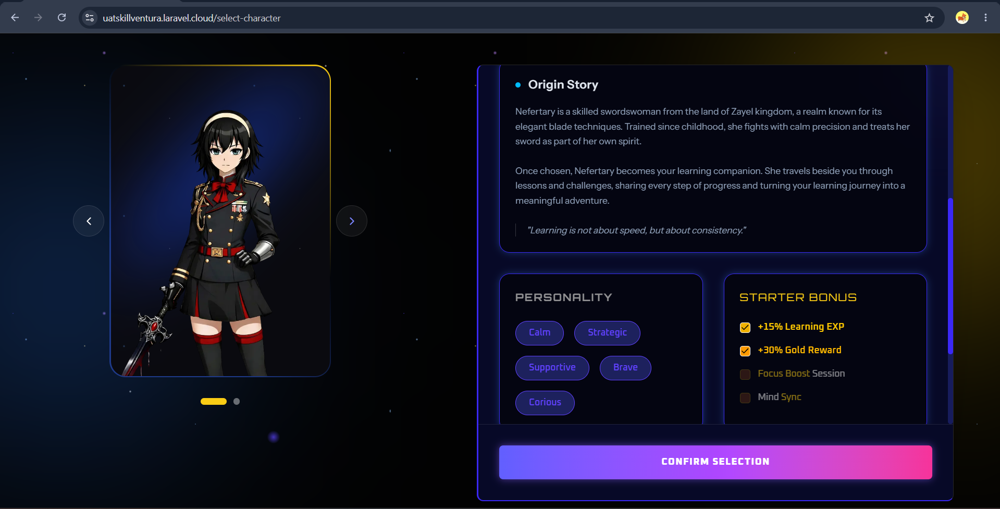 uatskillventura.laravel.cloud/select-character
Origin Story
Nefertary is a skilled swordswoman from the land of Zayel kingdom, a realm known for its
elegant blade techniques. Trained since childhood, she fights with calm precision and treats her
sword as part of her own spirit.
Once chosen, Nefertary becomes your learning companion. She travels beside you through
lessons and challenges, sharing every step of progress and turning your learning journey into a
meaningful adventure.
"Learning is not about speed, but about consistency."
PERSONALITY
Calm
Strategic
Supportive
Brave
Corious
STARTER BONUS
+15% Learning EXP
+30% Gold Reward
Focus Boost Session
Mind Sync
CONFIRM SELECTION